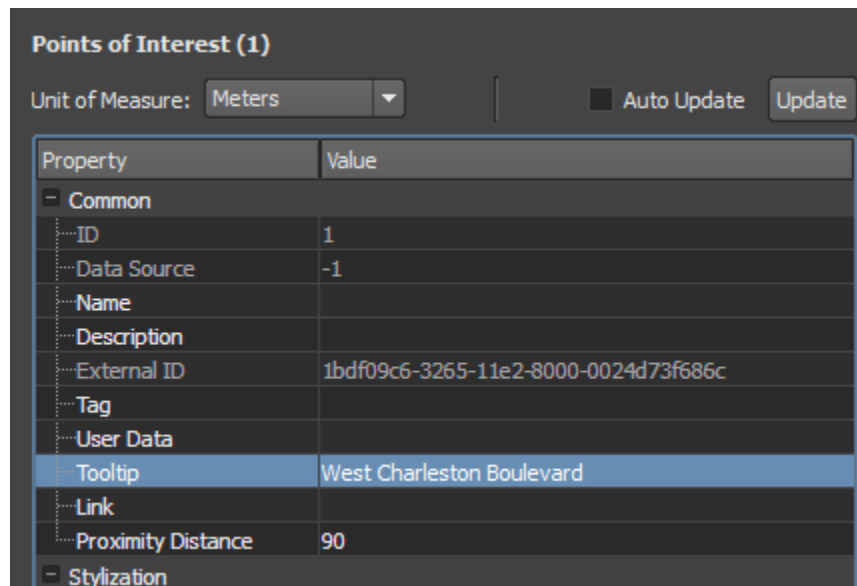 Points of Interest (1)
Unit of Measure: Meters Auto Update Update
Property Value
Common
ID 1
Data Source -1
Name
Description
External ID 1bdf09c6-3265-11e2-8000-0024d73f686c
Tag
User Data
Tooltip West Charleston Boulevard
Link
Proximity Distance 90
Stylization